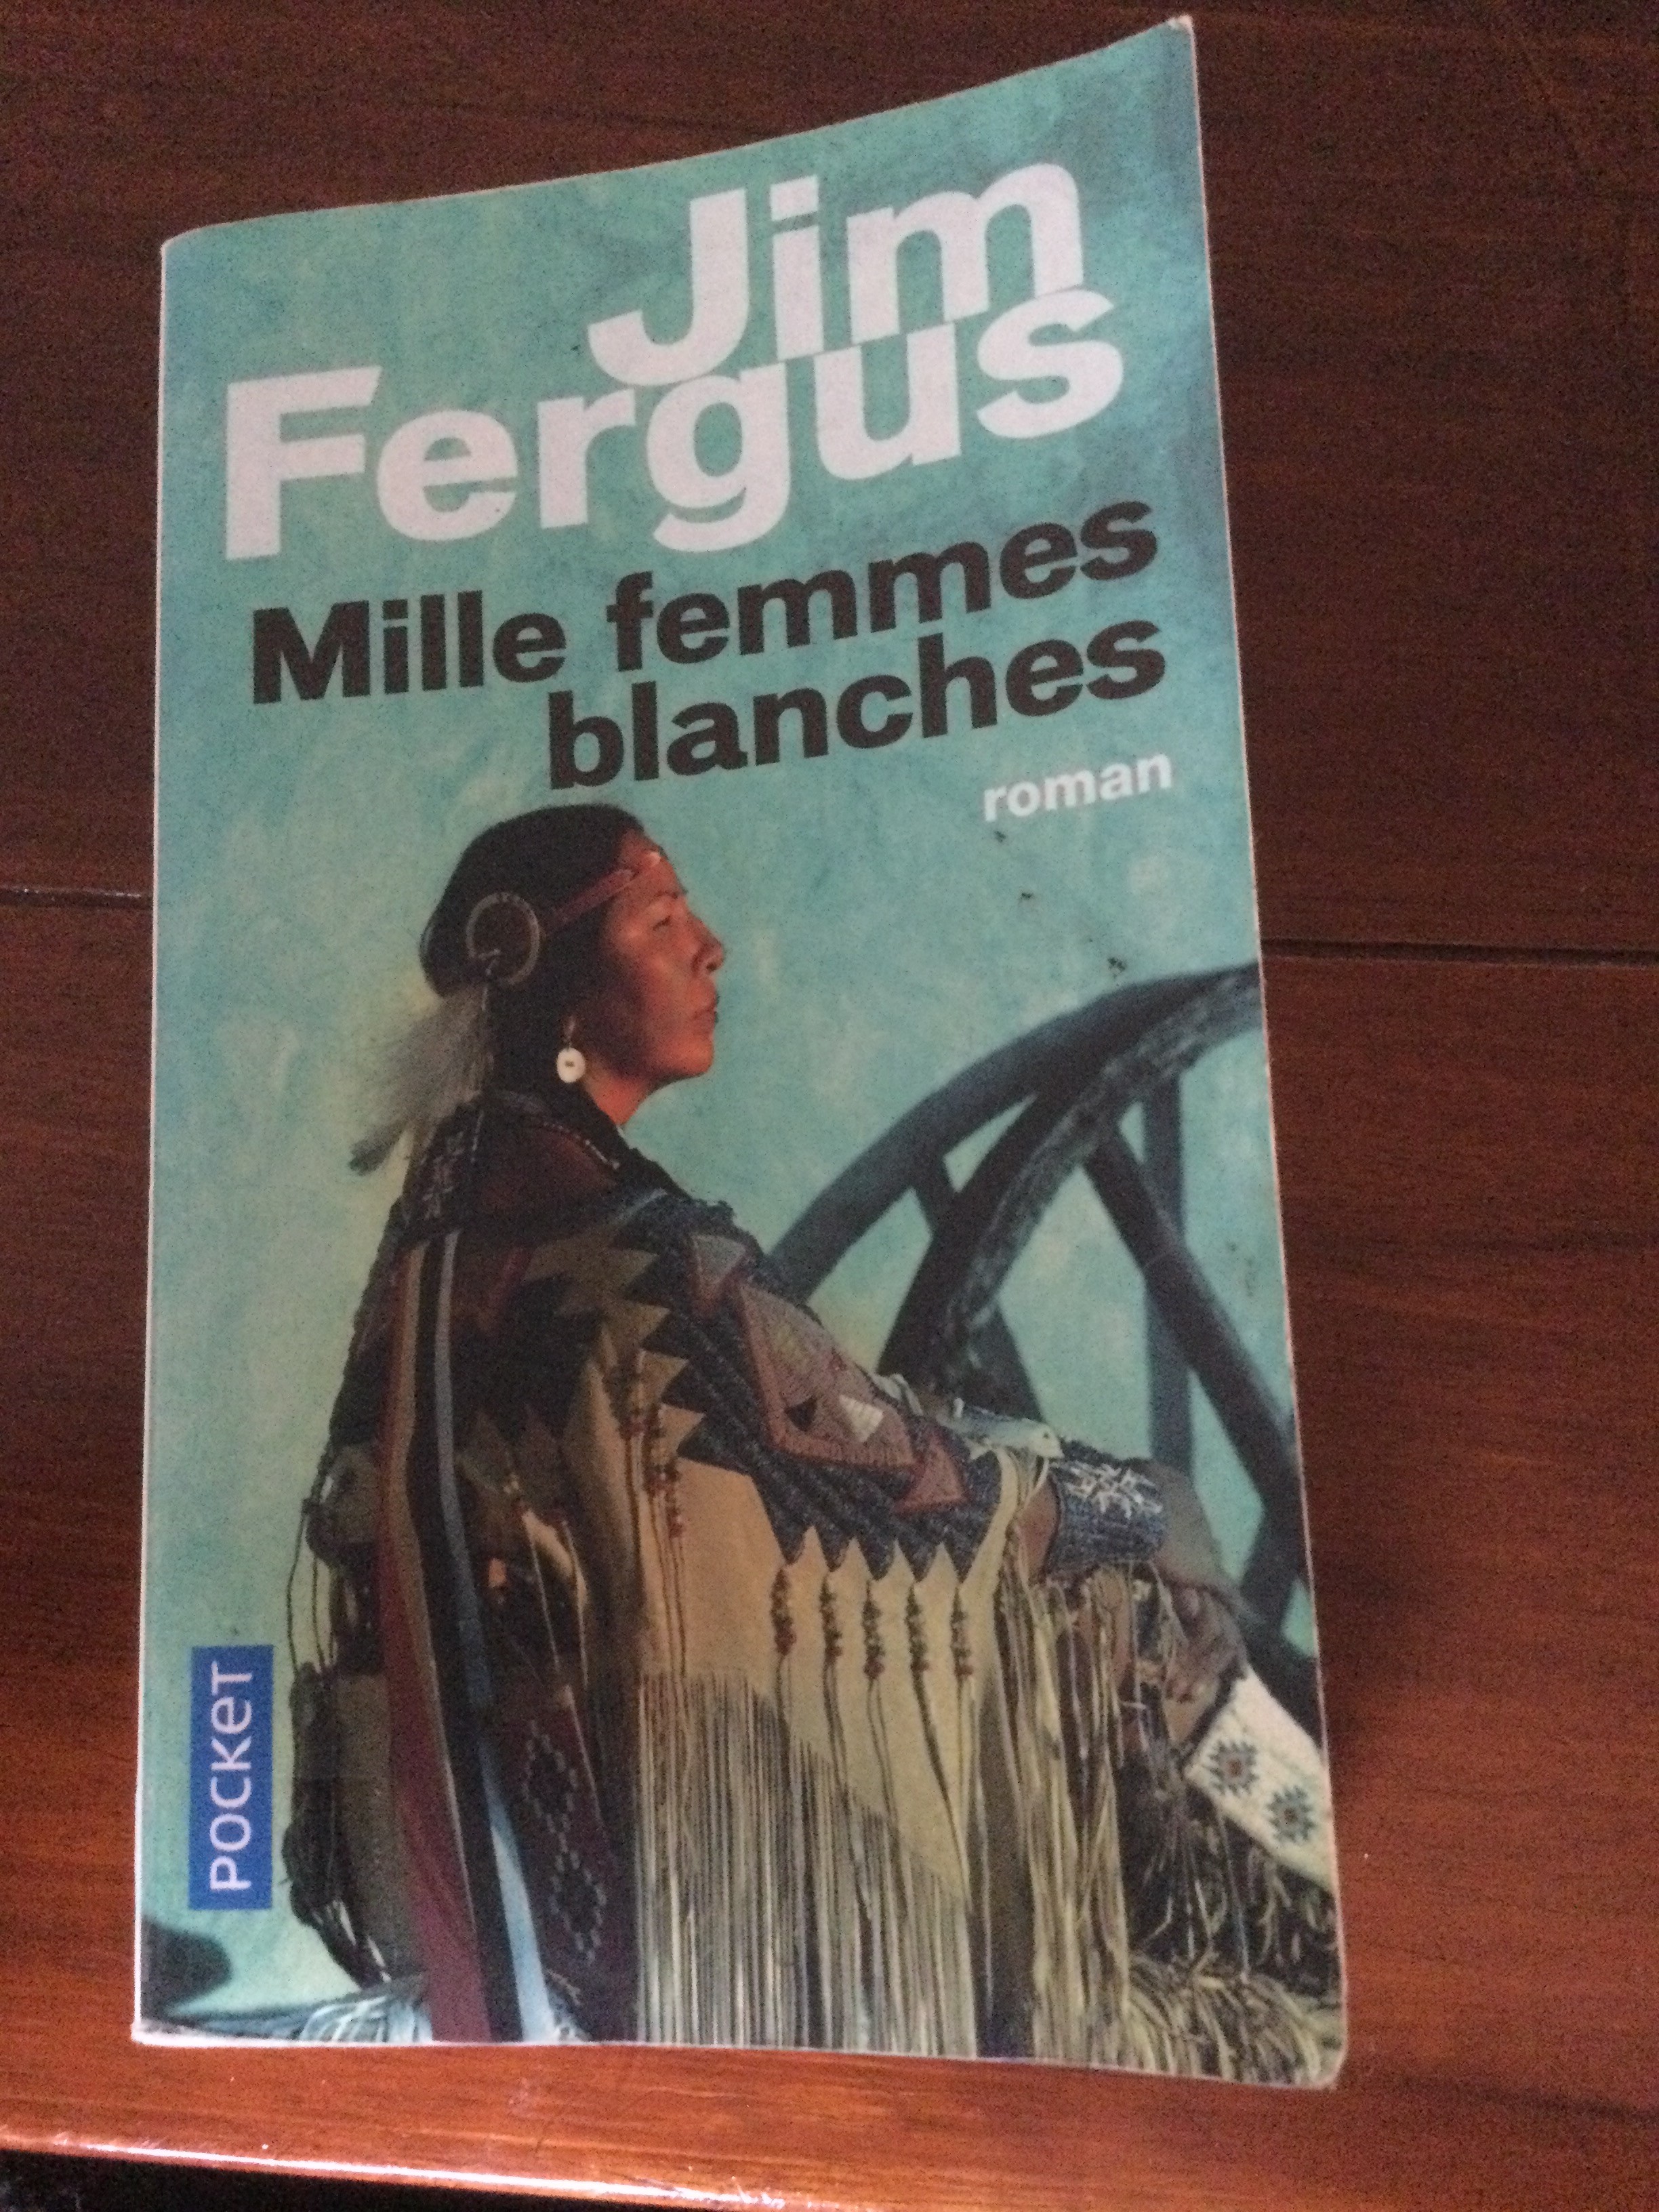 Jim
Fergus
Mille femmes
blanches
roman
POCKET